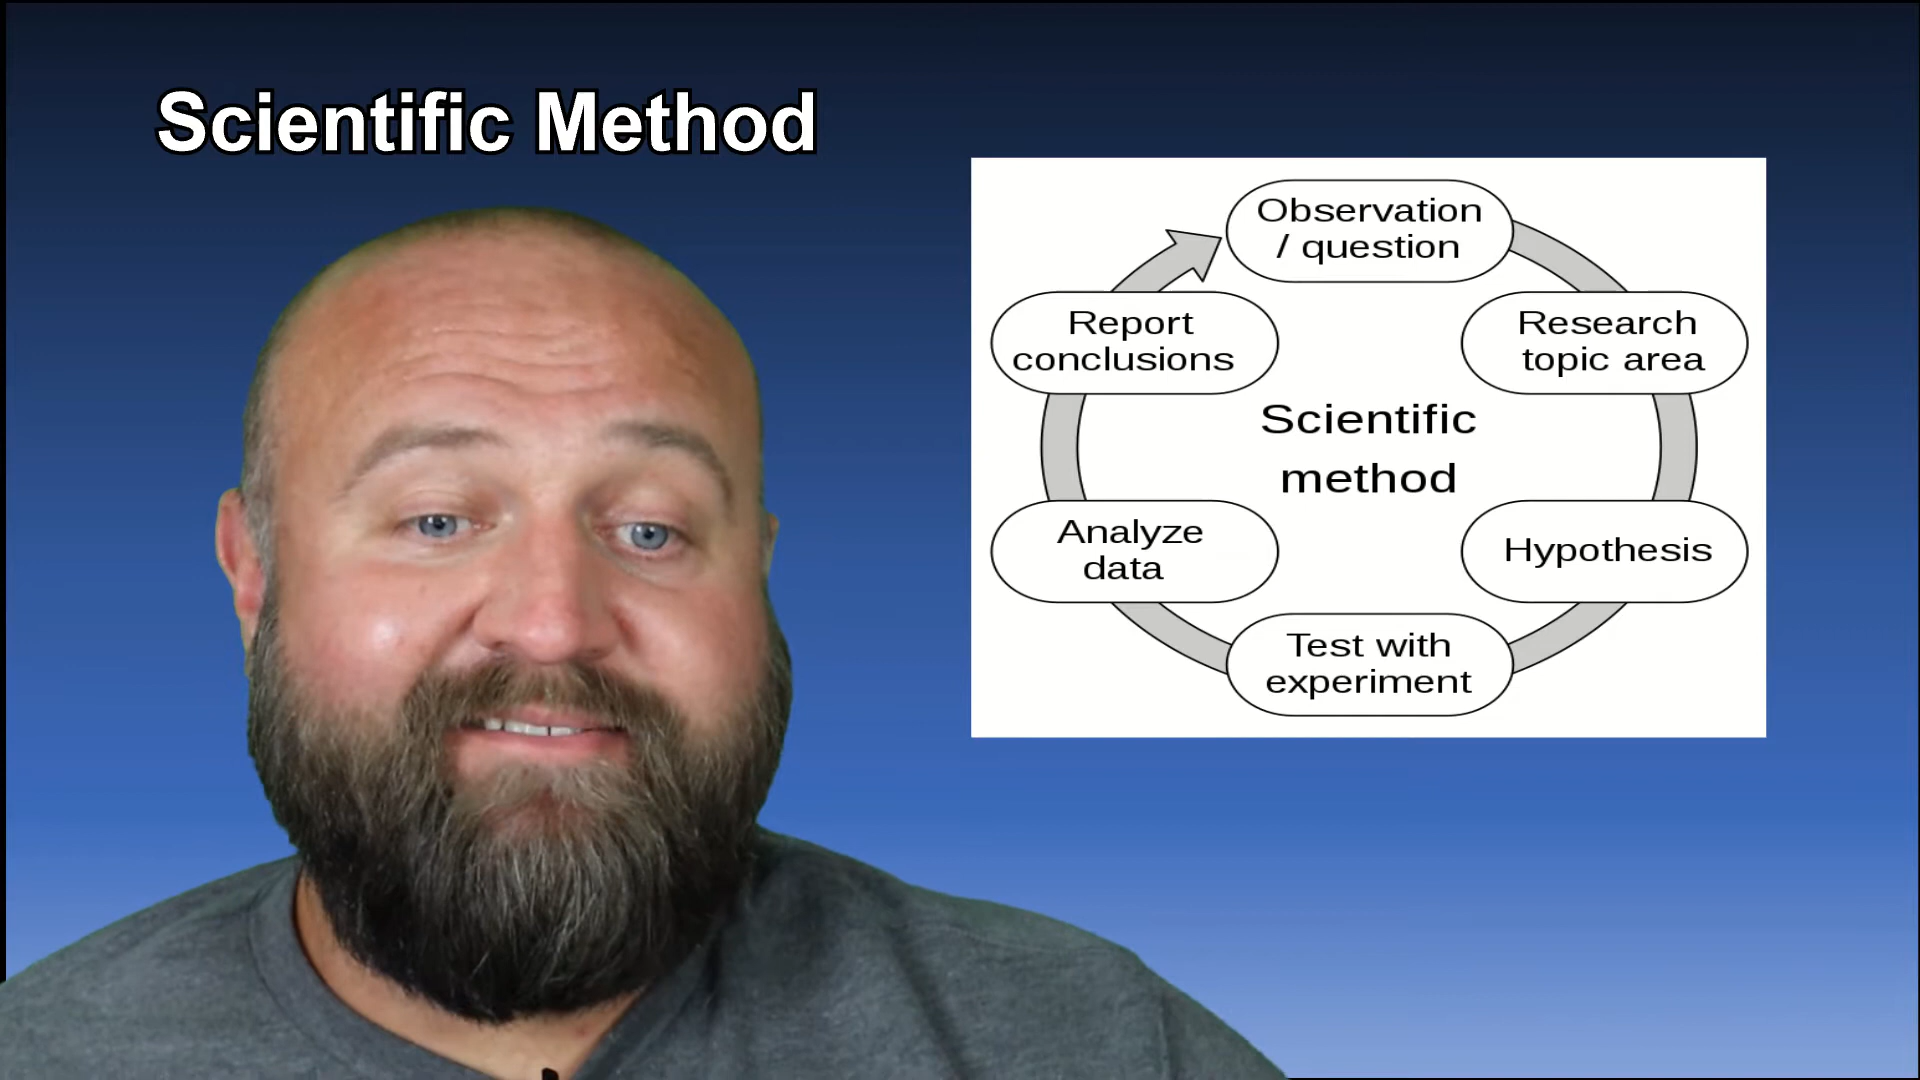 Scientific Method
Observation
/ question
Research
topic area
Hypothesis
Test with
experiment
Analyze
data
Report
conclusions
Scientific
method